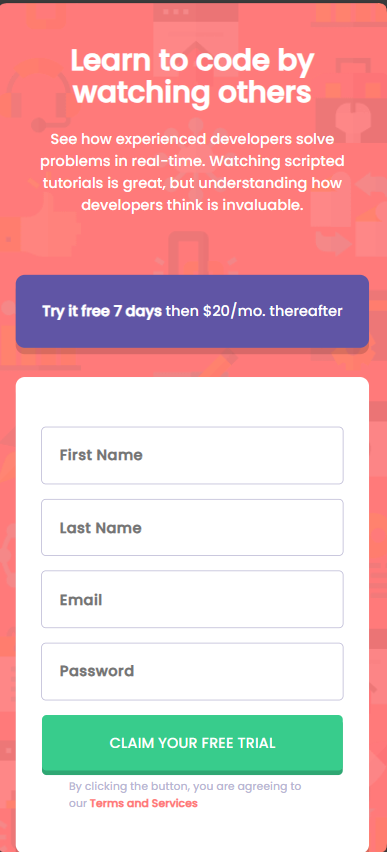 Learn to code by
watching others
See how experienced developers solve
problems in real-time. Watching scripted
tutorials is great, but understanding how
developers think is invaluable.
Try it free 7 days then $20/mo. thereafter
First Name
Last Name
Email
Password
CLAIM YOUR FREE TRIAL
By clicking the button, you are agreeing to
our Terms and Services